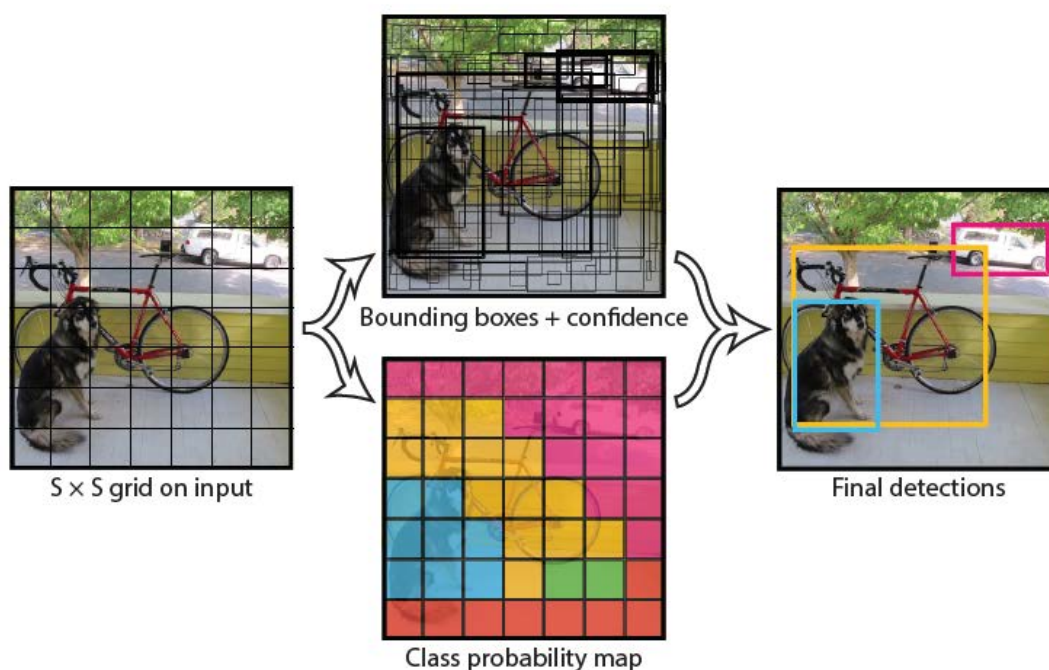 Bounding boxes + confidence
S × S grid on input
Final detections
Class probability map